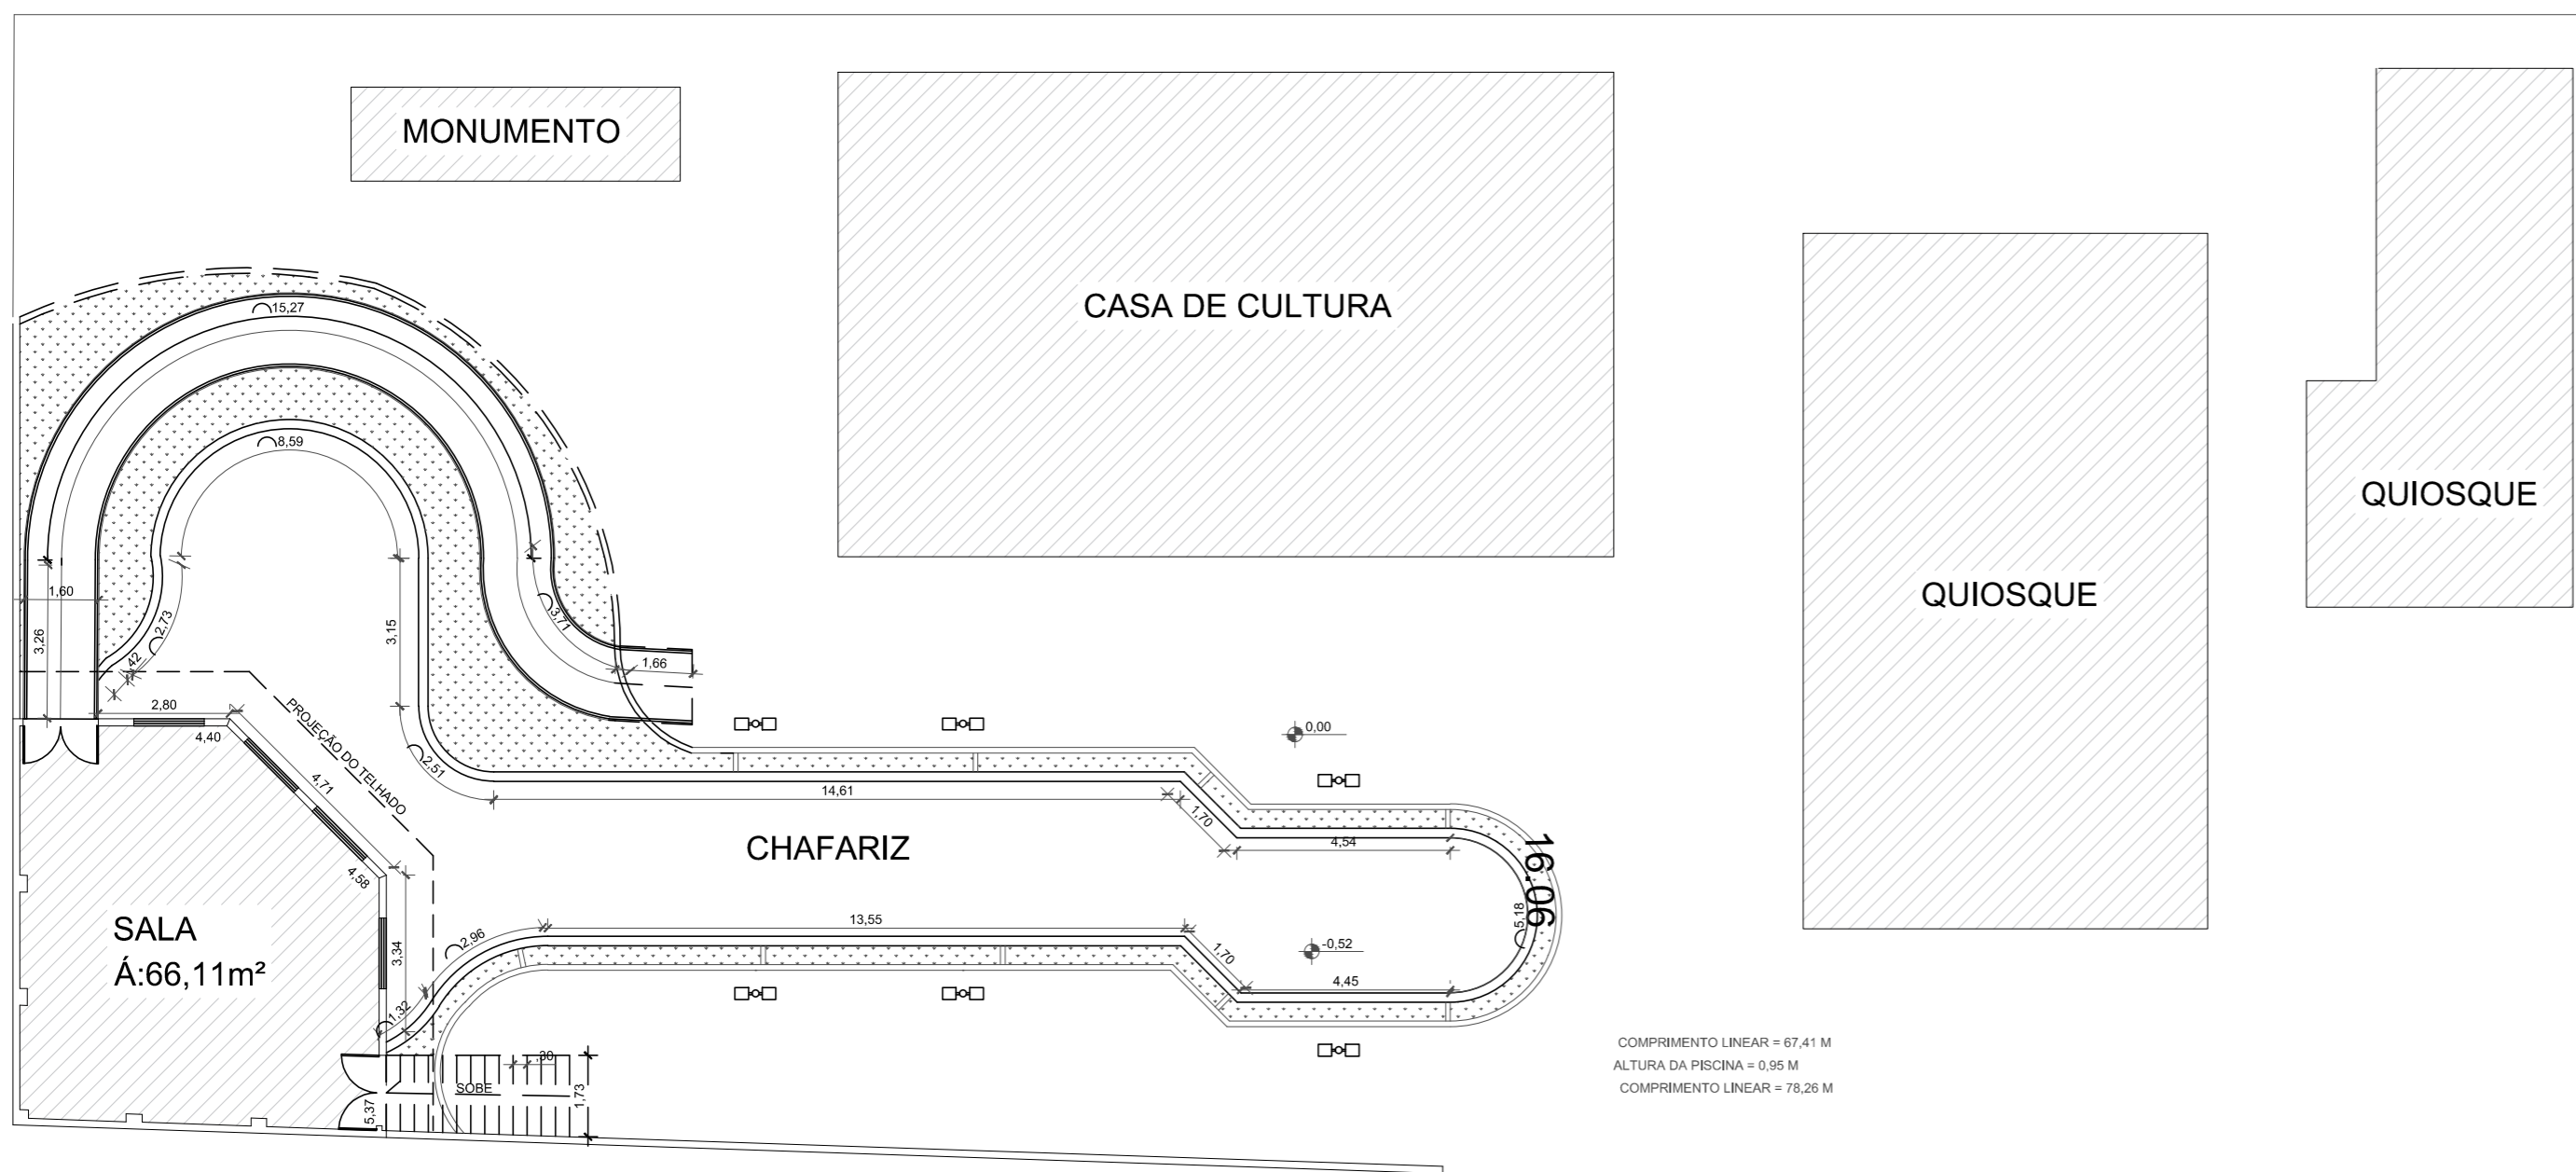 MONUMENTO
CASA DE CULTURA
QUIOSQUE
QUIOSQUE
15,27
8,59
1,60
3,26
2,73
,42
3,15
3,71
1,66
2,80
4,40
PROJEÇÃO DO TELHADO
4,71
4,58
2,51
14,61
0,00
1,70
4,54
CHAFARIZ
16.06
5,18
SALA
Á:66,11m²
3,34
2,96
1,32
13,55
1,70
-0,52
4,45
,30
SOBE
1,73
5,37
COMPRIMENTO LINEAR = 67,41 M
ALTURA DA PISCINA = 0,95 M
COMPRIMENTO LINEAR = 78,26 M